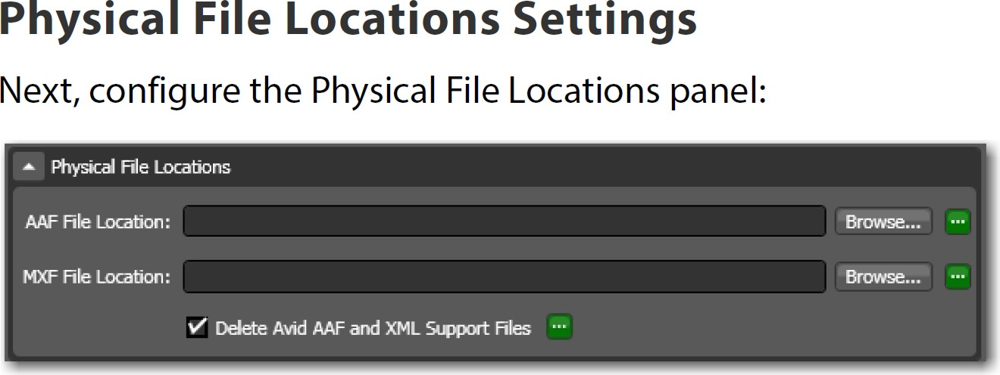 Physical File Locations Settings
Next, configure the Physical File Locations panel:
Physical File Locations
AAF File Location: Browse... ...
MXF File Location: Browse... ...
Delete Avid AAF and XML Support Files ...